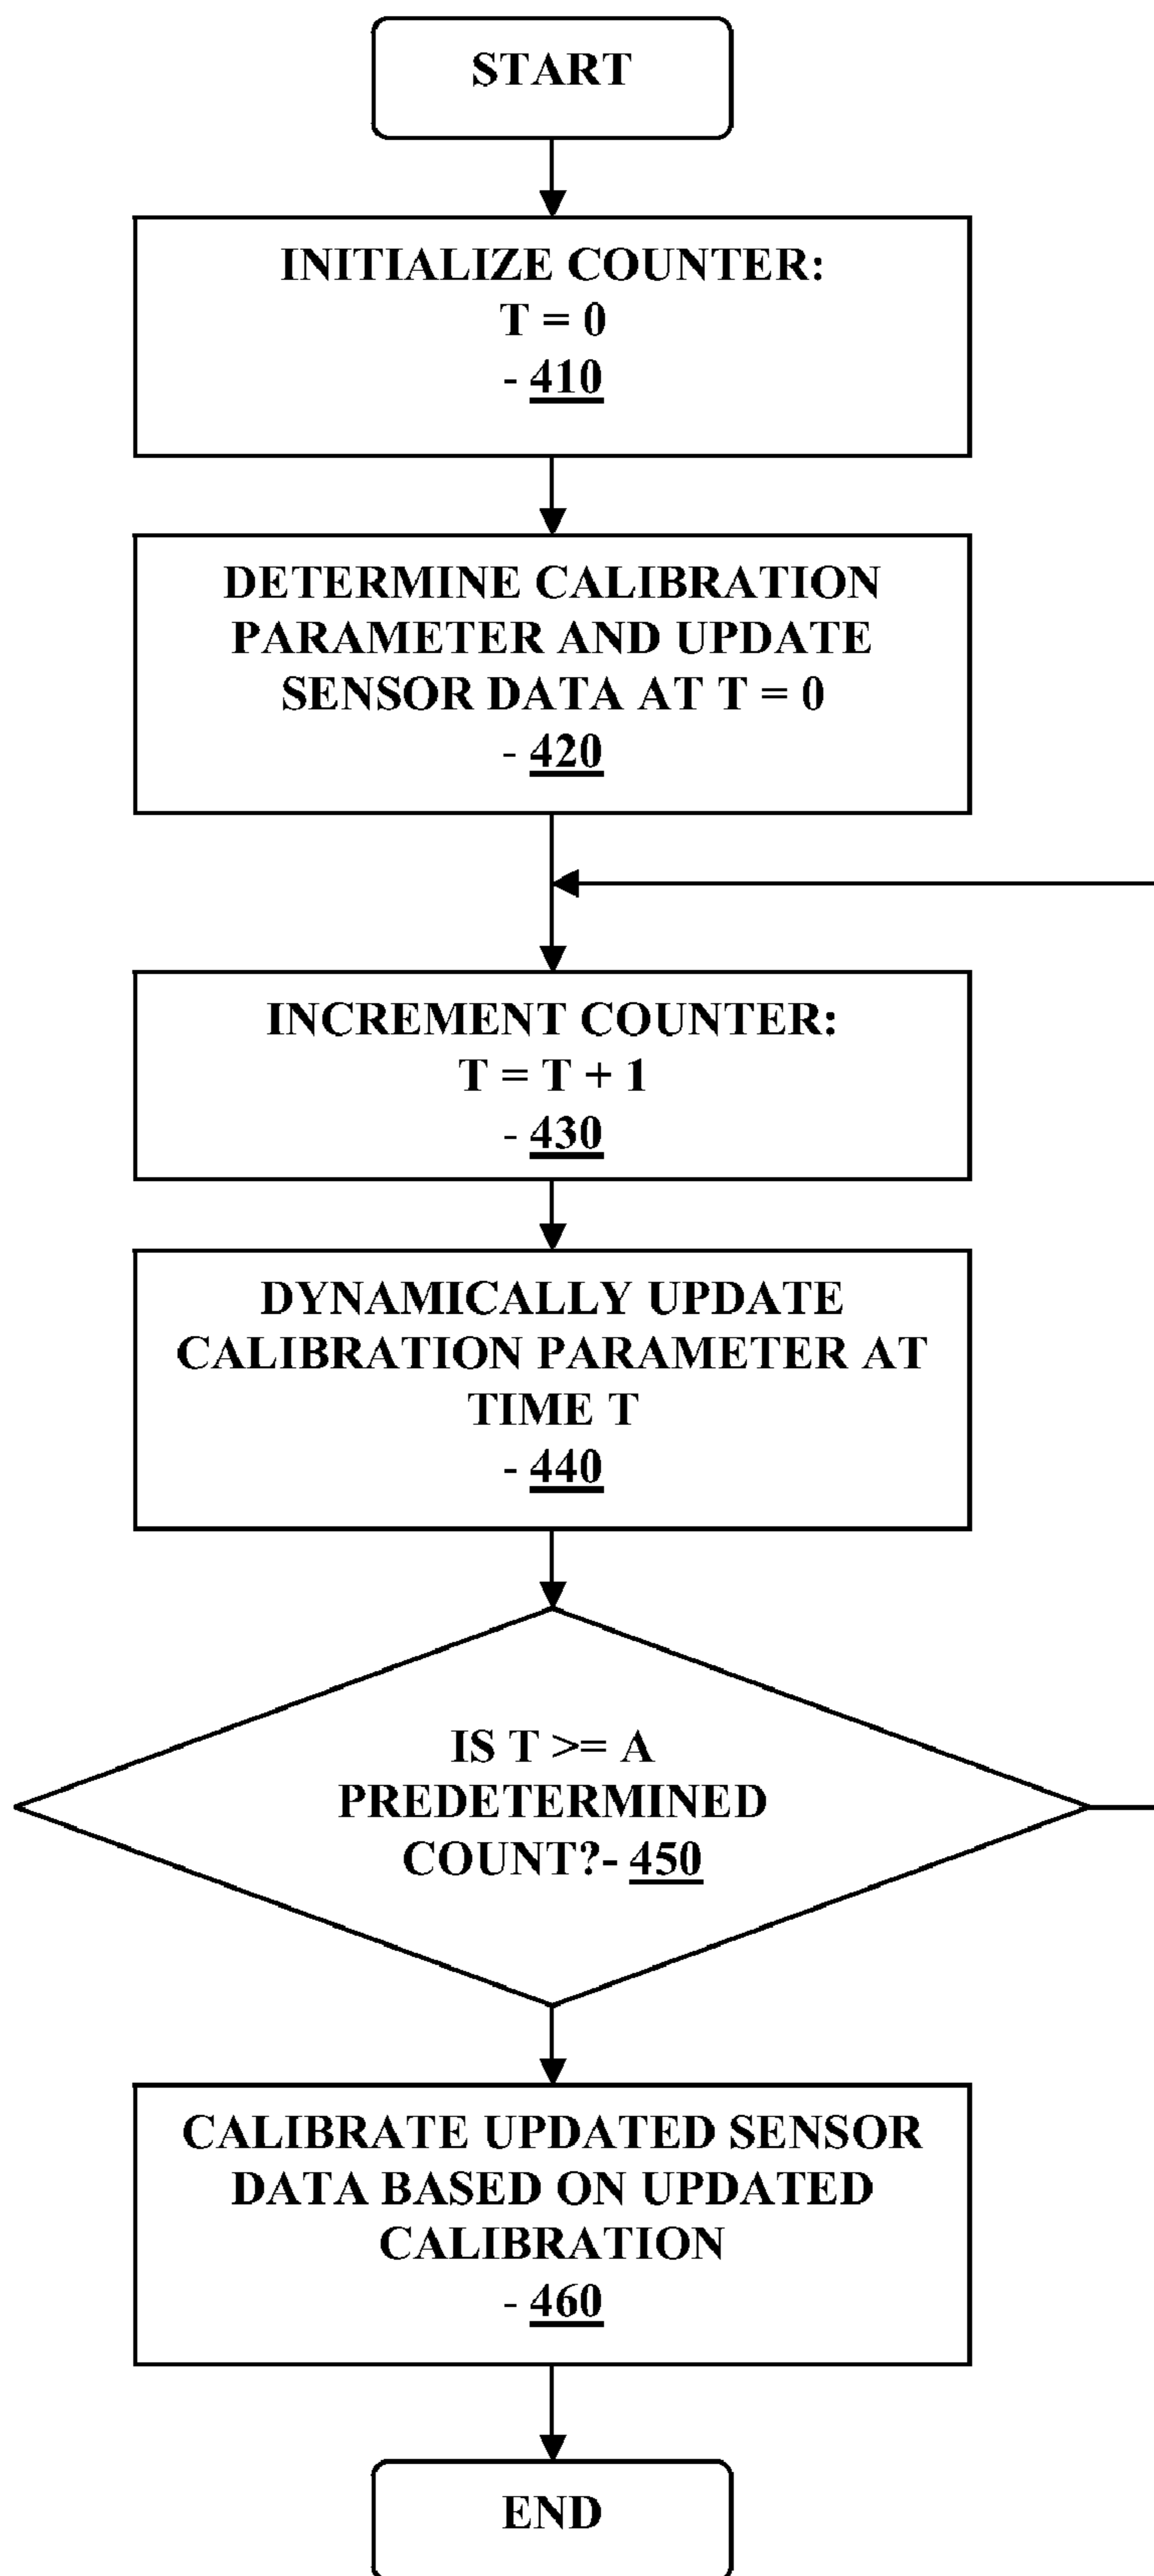 START
INITIALIZE COUNTER:
T = 0
- 410
DETERMINE CALIBRATION
PARAMETER AND UPDATE
SENSOR DATA AT T = 0
- 420
INCREMENT COUNTER:
T = T + 1
- 430
DYNAMICALLY UPDATE
CALIBRATION PARAMETER AT
TIME T
- 440
IS T >= A
PREDETERMINED
COUNT?- 450
CALIBRATE UPDATED SENSOR
DATA BASED ON UPDATED
CALIBRATION
- 460
END